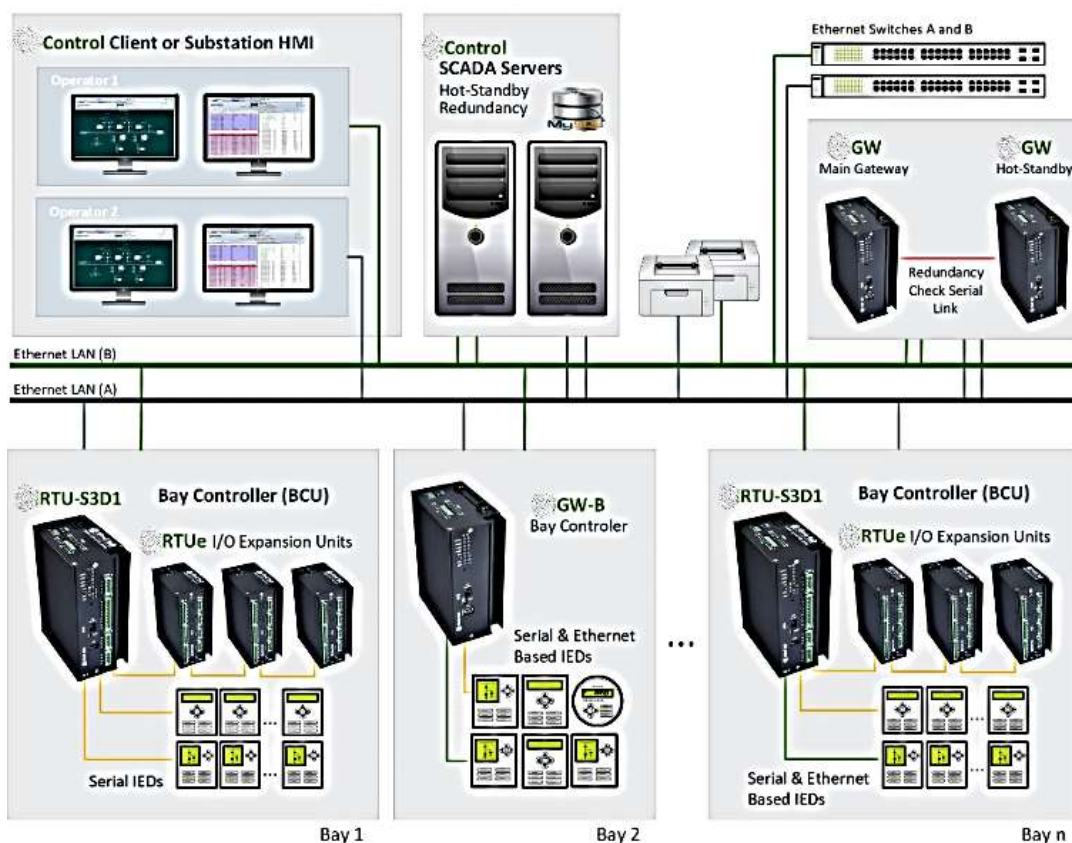 Control Client or Substation HMI
Operator 1
Operator 2
Control
SCADA Servers
Hot-Standby
Redundancy
My
Ethernet Switches A and B
GW
Main Gateway
GW
Hot-Standby
Redundancy
Check Serial
Link
Ethernet LAN (B)
Ethernet LAN (A)
RTU-S3D1
Bay Controller (BCU)
RTUe I/O Expansion Units
Serial IEDs
...
...
Bay 1
GW-B
Bay Controler
Serial & Ethernet
Based IEDs
Bay 2
...
RTU-S3D1
Bay Controller (BCU)
RTUe I/O Expansion Units
...
...
Serial & Ethernet
Based IEDs
Bay n